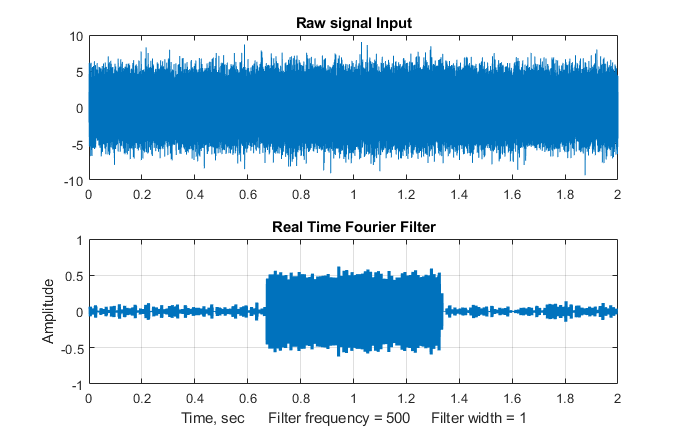 Raw signal Input
10
5
0
-5
-10
0 0.2 0.4 0.6 0.8 1 1.2 1.4 1.6 1.8 2
Real Time Fourier Filter
1
0.5
0
-0.5
-1
Amplitude
0 0.2 0.4 0.6 0.8 1 1.2 1.4 1.6 1.8 2
Time, sec Filter frequency = 500 Filter width = 1